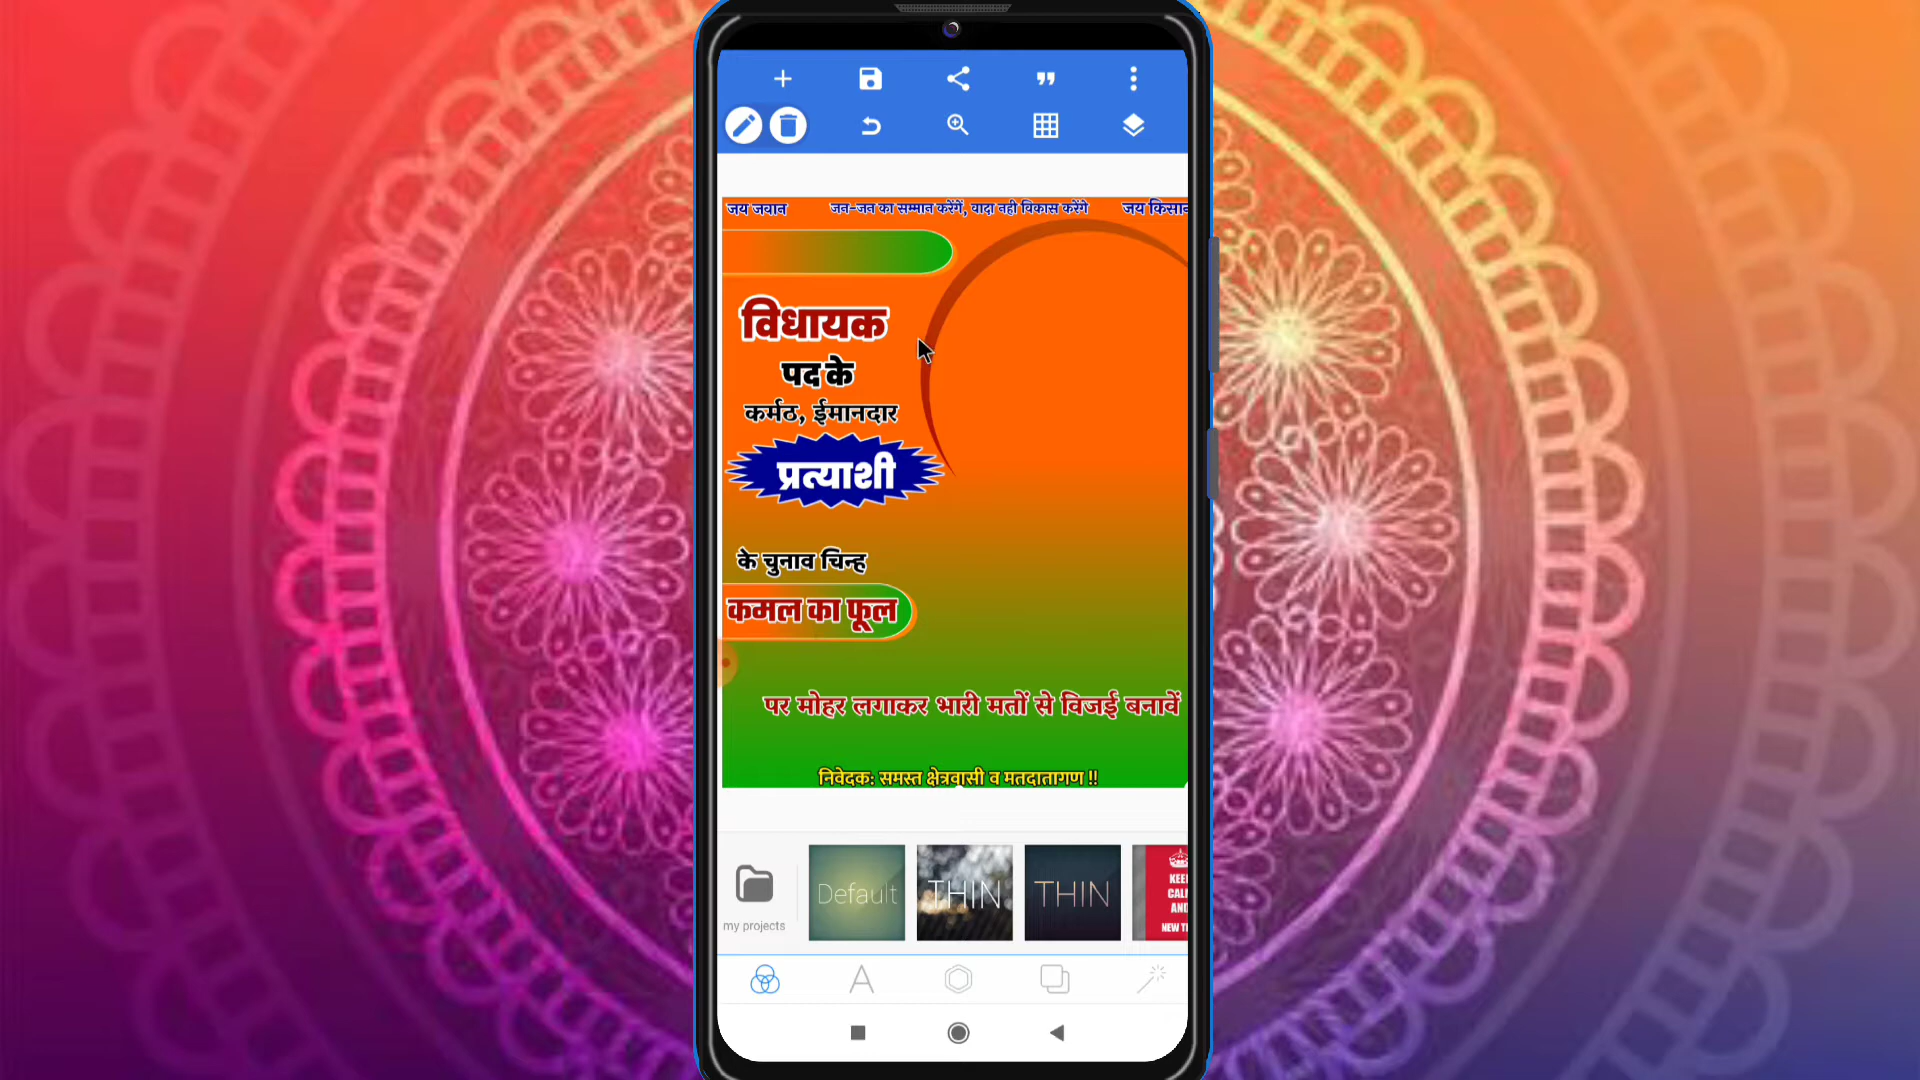 जय जवान
जन-जन का सम्मान करेंगें, वादा नही विकास करेंगे
जय किसान
विधायक
पद के
कर्मठ, ईमानदार
प्रत्याशी
के चुनाव चिन्ह
कमल का फूल
पर मोहर लगाकर भारी मतों से विजई बनावें
निवेदक: समस्त क्षेत्रवासी व मतदातागण !!
my projects
Default
THIN
THIN